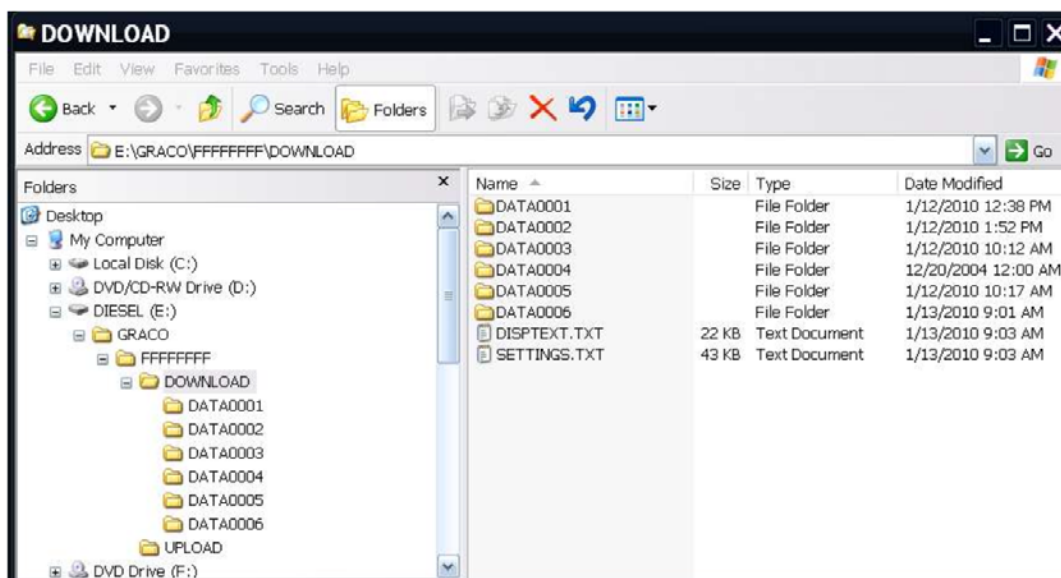 DOWNLOAD
File Edit View Favorites Tools Help
Back Search Folders Go
Address E:\GRACO\FFFFFFFF\DOWNLOAD
Folders x
Desktop
My Computer
Local Disk (C:)
DVD/CD-RW Drive (D:)
DIESEL (E:)
GRACO
FFFFFFFF
DOWNLOAD
DATA0001
DATA0002
DATA0003
DATA0004
DATA0005
DATA0006
UPLOAD
DVD Drive (F:)
Name Size Type Date Modified
DATA0001 File Folder 1/12/2010 12:38 PM
DATA0002 File Folder 1/12/2010 1:52 PM
DATA0003 File Folder 1/12/2010 10:12 AM
DATA0004 File Folder 12/20/2004 12:00 AM
DATA0005 File Folder 1/12/2010 10:17 AM
DATA0006 File Folder 1/13/2010 9:01 AM
DISPTEXT.TXT 22 KB Text Document 1/13/2010 9:03 AM
SETTINGS.TXT 43 KB Text Document 1/13/2010 9:03 AM